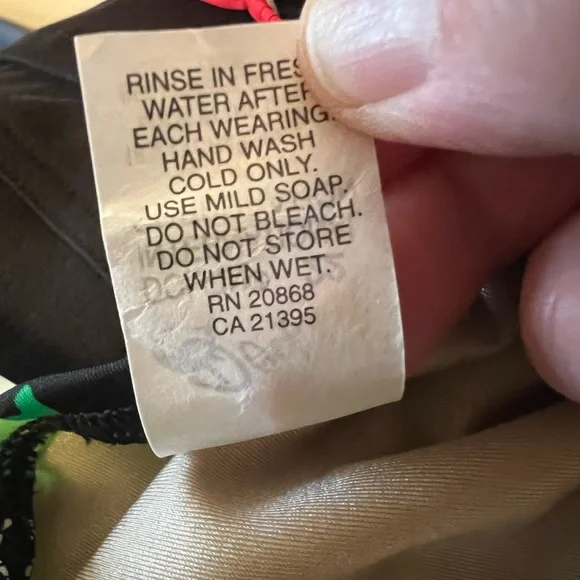 RINSE IN FRES
WATER AFTER
EACH WEARING.
HAND WASH
COLD ONLY.
USE MILD SOAP.
DO NOT BLEACH.
DO NOT STORE
WHEN WET.
RN 20868
CA 21395